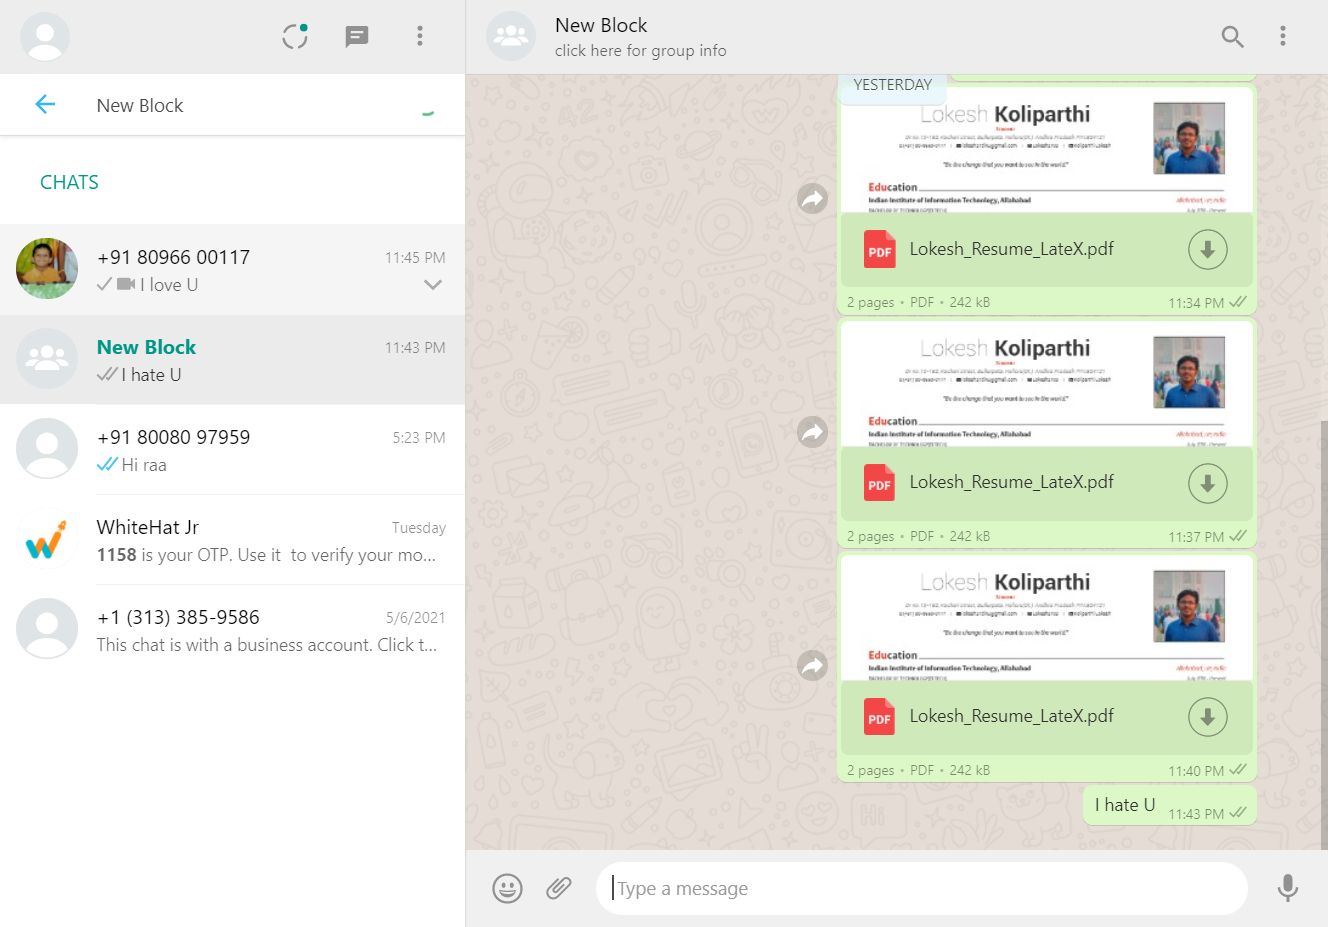 New Block
CHATS
+91 80966 00117
11:45 PM
I love U
New Block
11:43 PM
I hate U
+91 80080 97959
5:23 PM
Hi raa
WhiteHat Jr
Tuesday
1158 is your OTP. Use it  to verify your mo...
+1 (313) 385-9586
5/6/2021
This chat is with a business account. Click t...
New Block
click here for group info
YESTERDAY
Lokesh Koliparthi
"Be the change that you want to see in the world."
Education
Indian Institute of Information Technology, Allahabad
PDF
Lokesh_Resume_LateX.pdf
2 pages • PDF • 242 kB
11:34 PM
Lokesh Koliparthi
"Be the change that you want to see in the world."
Education
Indian Institute of Information Technology, Allahabad
PDF
Lokesh_Resume_LateX.pdf
2 pages • PDF • 242 kB
11:37 PM
Lokesh Koliparthi
"Be the change that you want to see in the world."
Education
Indian Institute of Information Technology, Allahabad
PDF
Lokesh_Resume_LateX.pdf
2 pages • PDF • 242 kB
11:40 PM
I hate U
11:43 PM
Type a message